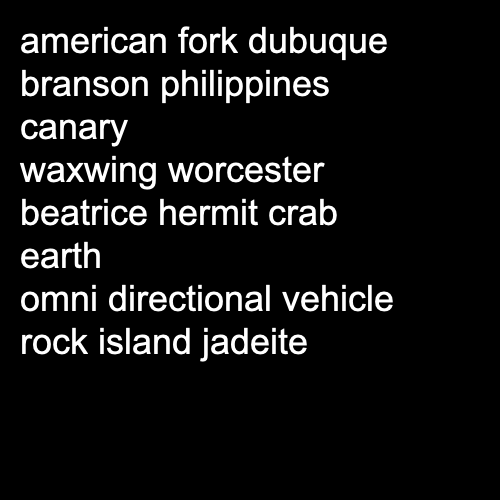 american fork dubuque
branson philippines
canary
waxwing worcester
beatrice hermit crab
earth
omni directional vehicle
rock island jadeite